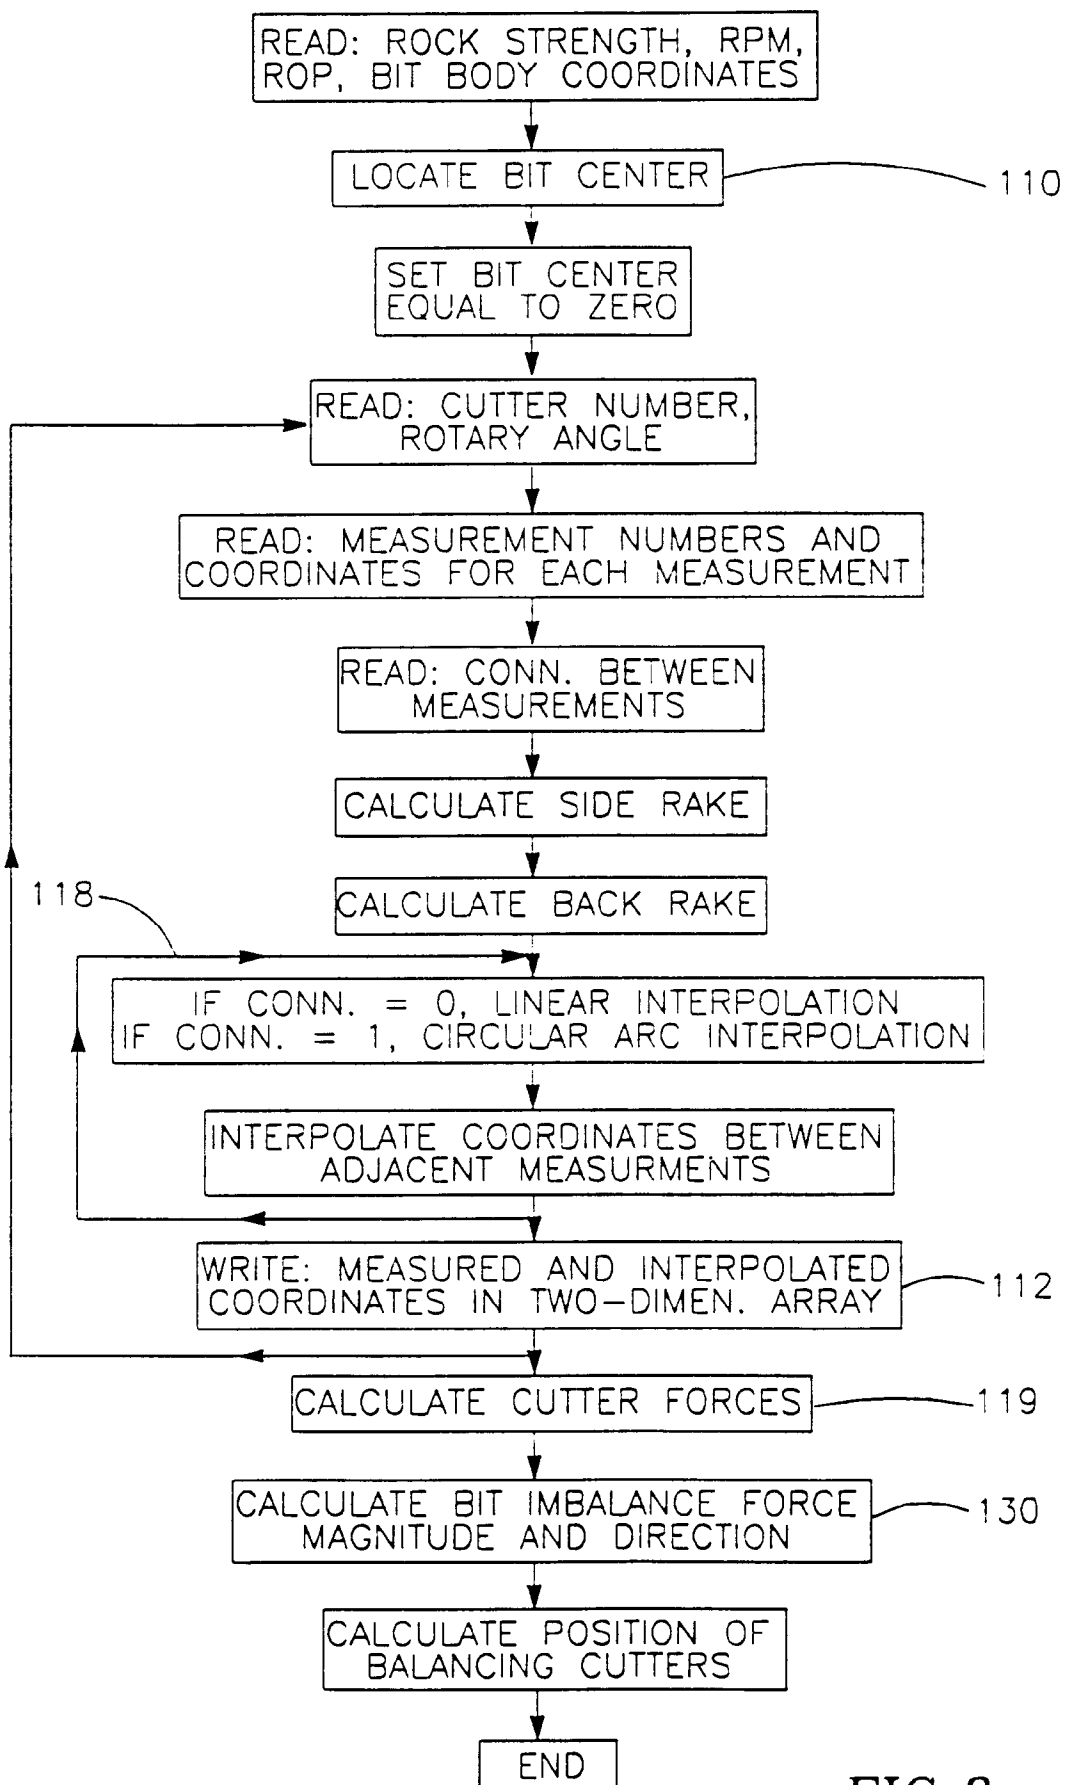 READ: ROCK STRENGTH, RPM,
ROP, BIT BODY COORDINATES
LOCATE BIT CENTER
110
SET BIT CENTER
EQUAL TO ZERO
READ: CUTTER NUMBER,
ROTARY ANGLE
READ: MEASUREMENT NUMBERS AND
COORDINATES FOR EACH MEASUREMENT
READ: CONN. BETWEEN
MEASUREMENTS
CALCULATE SIDE RAKE
118
CALCULATE BACK RAKE
IF CONN. = 0, LINEAR INTERPOLATION
IF CONN. = 1, CIRCULAR ARC INTERPOLATION
INTERPOLATE COORDINATES BETWEEN
ADJACENT MEASURMENTS
WRITE: MEASURED AND INTERPOLATED
COORDINATES IN TWO-DIMEN. ARRAY
112
CALCULATE CUTTER FORCES
119
CALCULATE BIT IMBALANCE FORCE
MAGNITUDE AND DIRECTION
130
CALCULATE POSITION OF
BALANCING CUTTERS
END